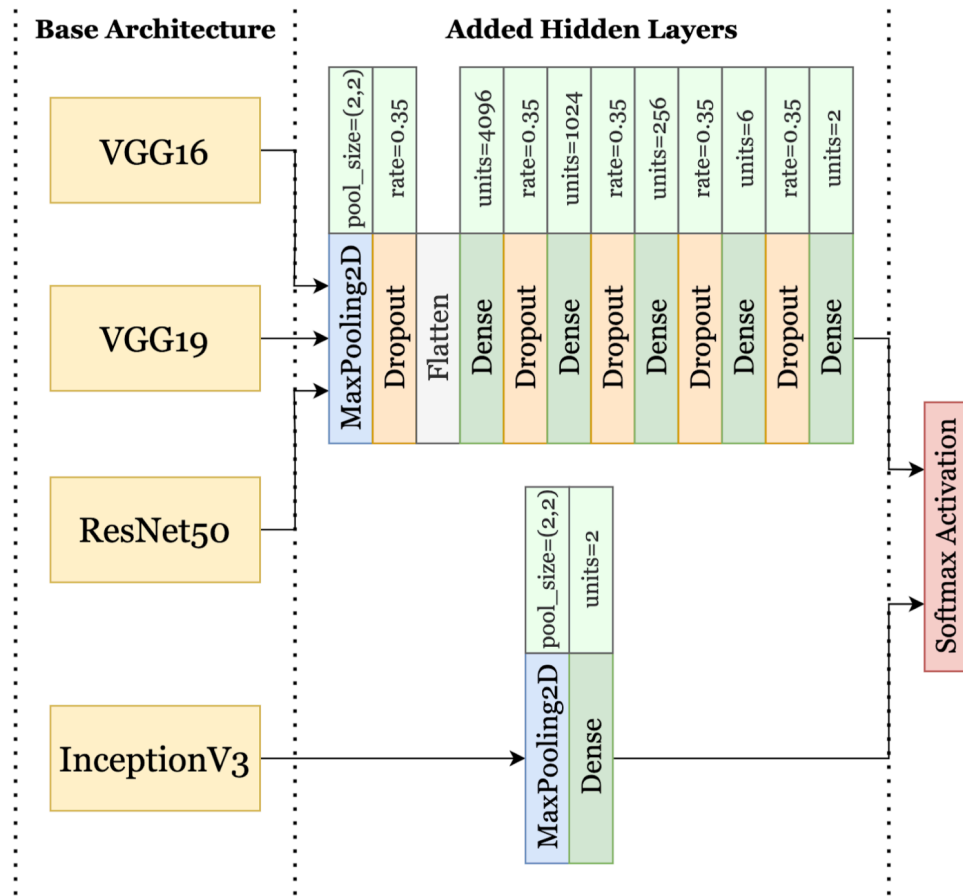 Base Architecture
Added Hidden Layers
VGG16
VGG19
ResNet50
InceptionV3
pool_size=(2,2)
rate=0.35
units=4096
rate=0.35
units=1024
rate=0.35
units=256
rate=0.35
units=6
rate=0.35
units=2
MaxPooling2D
Dropout
Flatten
Dense
Dropout
Dense
Dropout
Dense
Dropout
Dense
Dropout
Dense
pool_size=(2,2)
units=2
MaxPooling2D
Dense
Softmax Activation